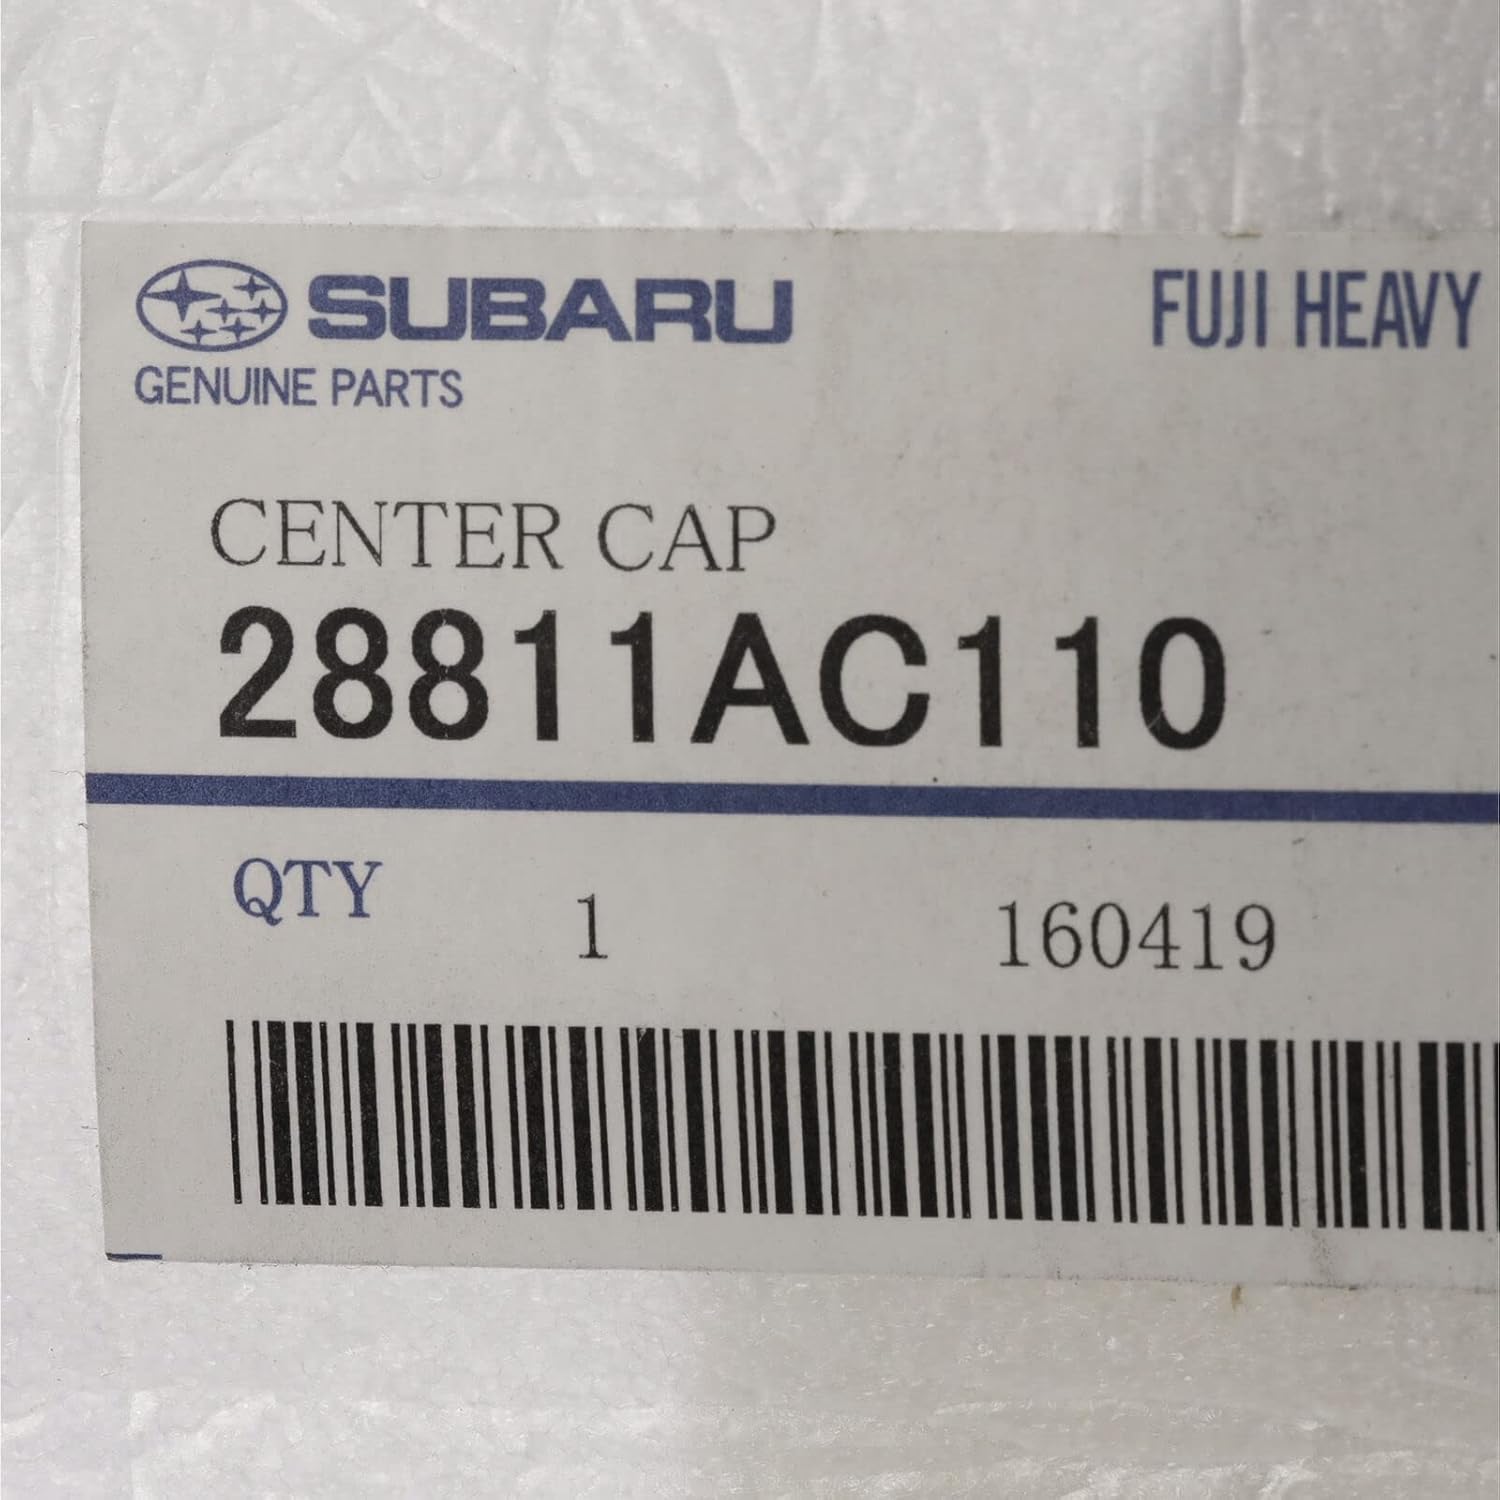 SUBARU FUJI HEAVY
GENUINE PARTS
CENTER CAP
28811AC110
QTY 1 160419